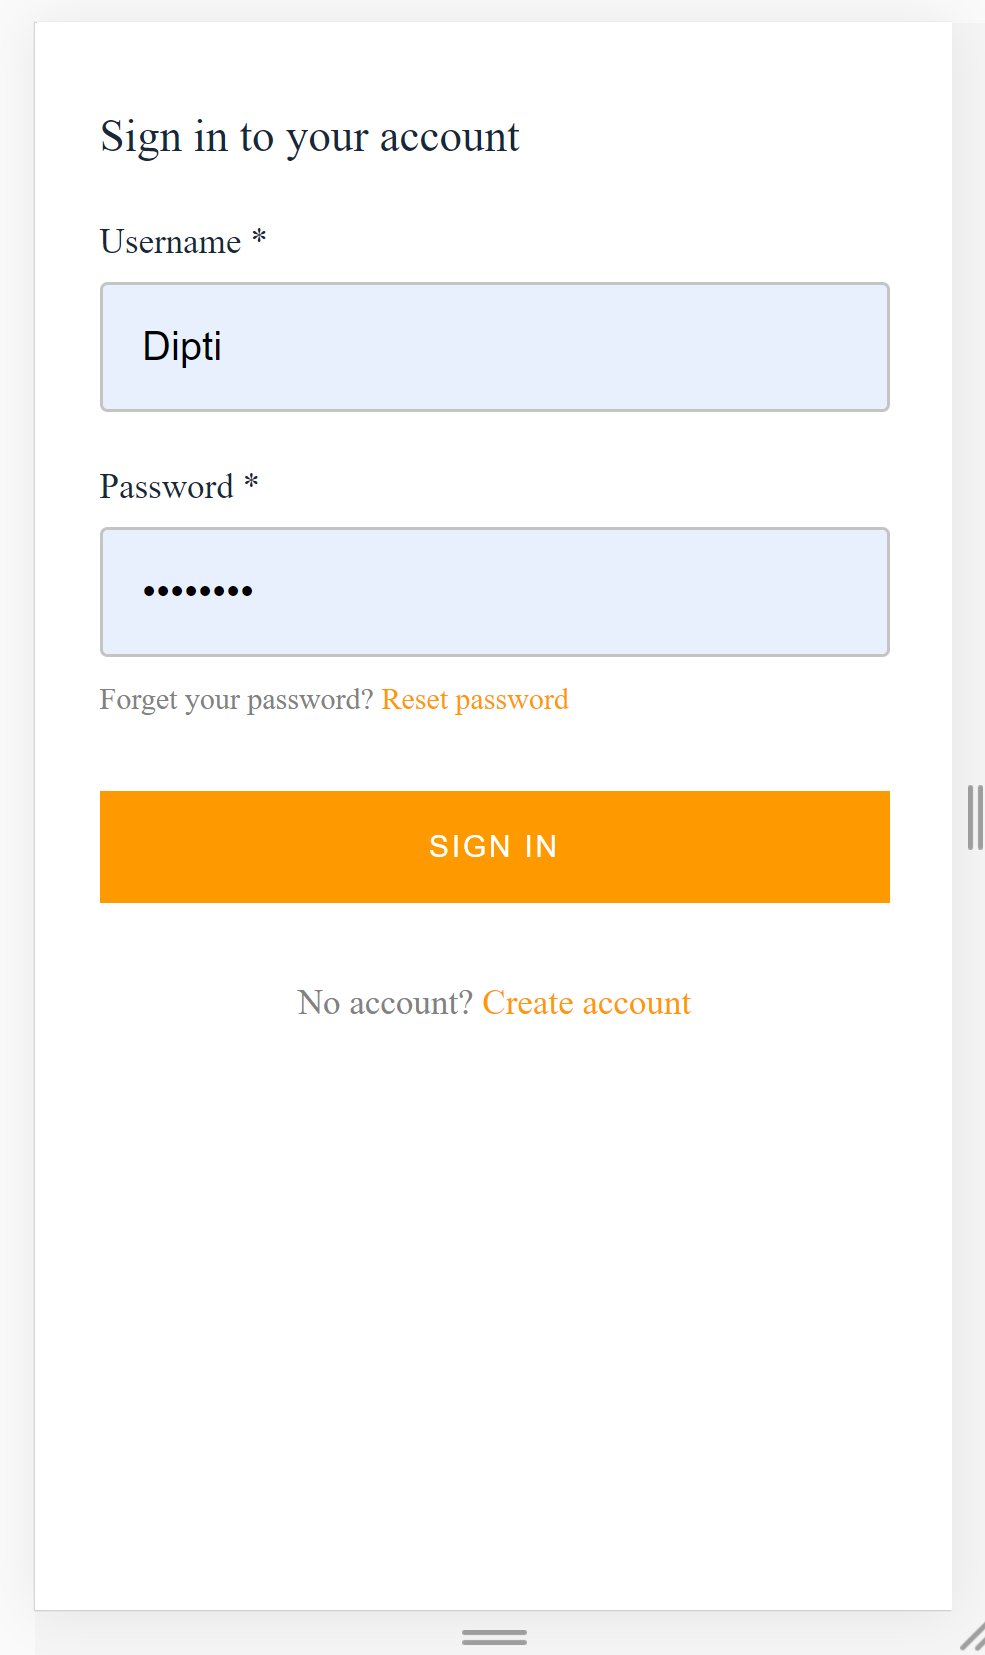 Sign in to your account
Username *
Dipti
Password *
••••••••
Forget your password? Reset password
SIGN IN
No account? Create account